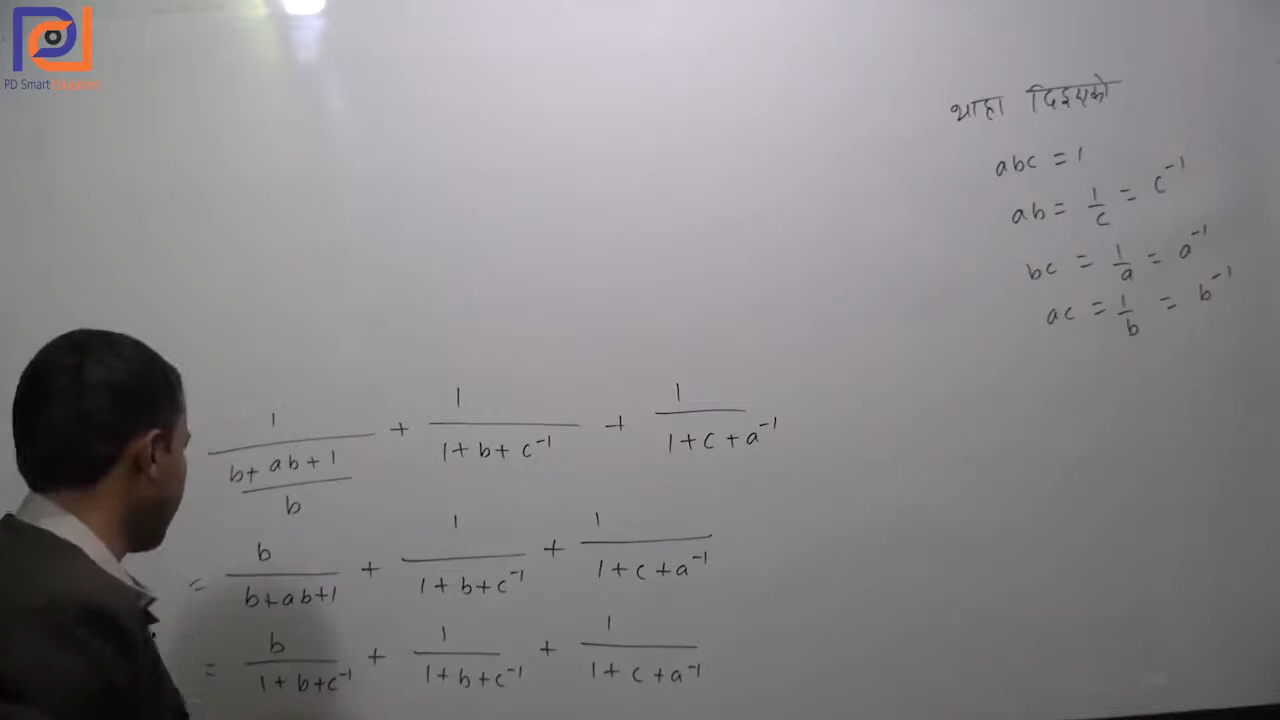 PD Smart Education
थाहा दिइएको
abc = 1
ab = 1/c = c⁻¹
bc = 1/a = a⁻¹
ac = 1/b = b⁻¹
1/((b+ab+1)/b) + 1/(1+b+c⁻¹) + 1/(1+c+a⁻¹)
= b/(b+ab+1) + 1/(1+b+c⁻¹) + 1/(1+c+a⁻¹)
= b/(1+b+c⁻¹) + 1/(1+b+c⁻¹) + 1/(1+c+a⁻¹)